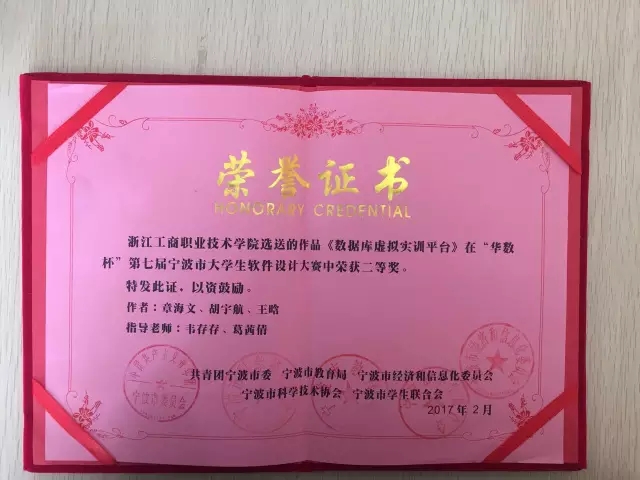 荣誉证书
HONORARY CREDENTIAL
浙江工商职业技术学院选送的作品《数据库虚拟实训平台》在“华数
杯”第七届宁波市大学生软件设计大赛中荣获二等奖。
特发此证，以资鼓励。
作者：章海文、胡宇航、王晗
指导老师：韦存存、葛茜倩
共青团宁波市委 宁波市教育局 宁波市经济和信息化委员会
宁波市科学技术协会 宁波市学生联合会
2017年2月
宁波市委员会